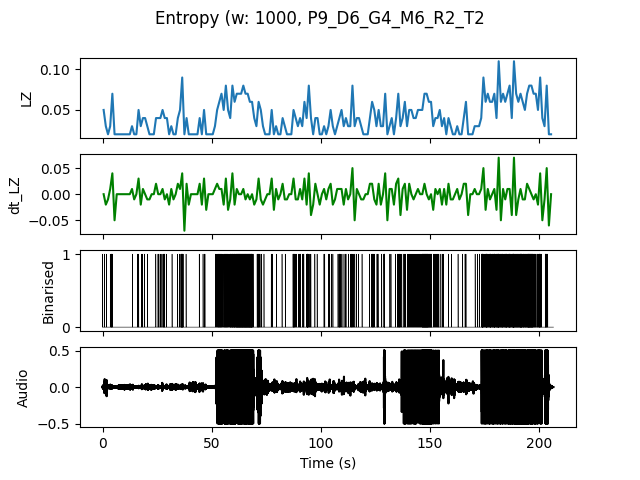 Entropy (w: 1000, P9_D6_G4_M6_R2_T2
0.10
0.05
LZ
0.05
0.00
−0.05
dt_LZ
1
0
Binarised
0.5
0.0
−0.5
Audio
0 50 100 150 200
Time (s)